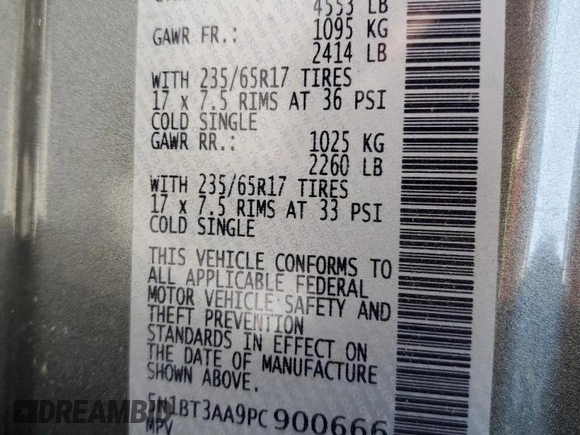 4553 LB
GAWR FR.: 1095 KG
2414 LB
WITH 235/65R17 TIRES
17 x 7.5 RIMS AT 36 PSI
COLD SINGLE
GAWR RR.: 1025 KG
2260 LB
WITH 235/65R17 TIRES
17 x 7.5 RIMS AT 33 PSI
COLD SINGLE
THIS VEHICLE CONFORMS TO
ALL APPLICABLE FEDERAL
MOTOR VEHICLE SAFETY AND
THEFT PREVENTION
STANDARDS IN EFFECT ON
THE DATE OF MANUFACTURE
5N1BT3AA9PC900666
MPV
DREAMBID